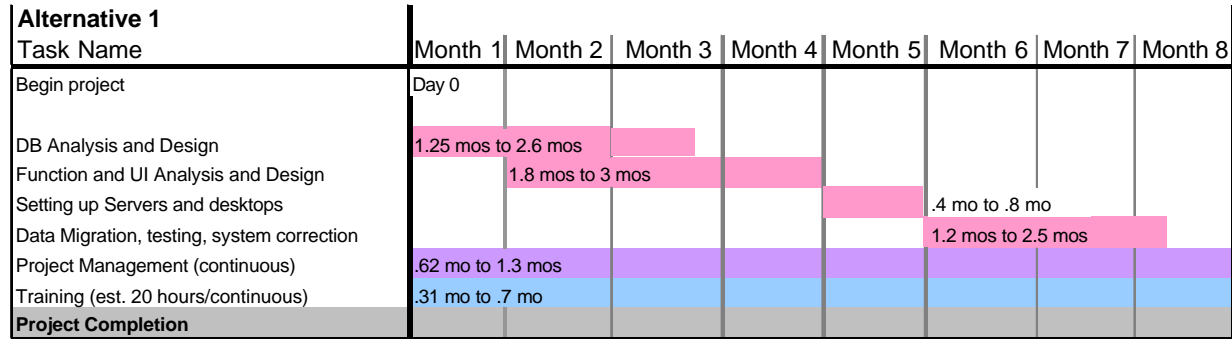 Alternative 1
Task Name Month 1 Month 2 Month 3 Month 4 Month 5 Month 6 Month 7 Month 8
Begin project Day 0
DB Analysis and Design 1.25 mos to 2.6 mos
Function and UI Analysis and Design 1.8 mos to 3 mos
Setting up Servers and desktops .4 mo to .8 mo
Data Migration, testing, system correction 1.2 mos to 2.5 mos
Project Management (continuous) .62 mo to 1.3 mos
Training (est. 20 hours/continuous) .31 mo to .7 mo
Project Completion